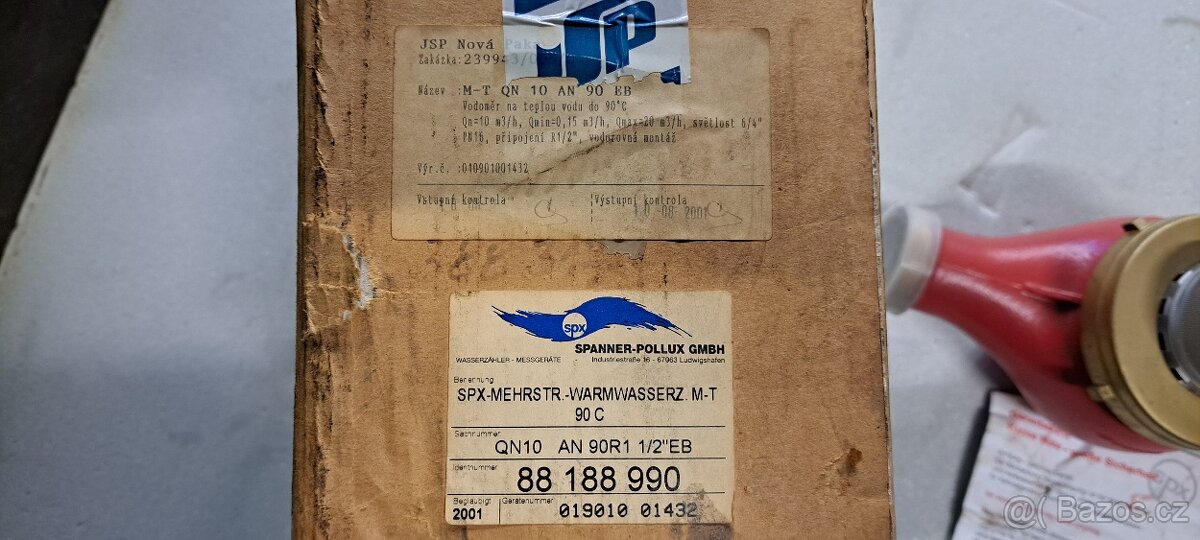 JSP
JSP Nová Paka
Zakázka:239943/0
Název :M-T QN 10 AN 90 EB
Vodoměr na teplou vodu do 90°C
Qn=10 m3/h, Qmin=0,15 m3/h, Qmax=20 m3/h, světlost 6/4"
PN16, připojení R1/2", vodorovná montáž
Výr.č. :010901001432
Vstupní kontrola
Výstupní kontrola
10 -08- 2001
spx
SPANNER-POLLUX GMBH
WASSERZÄHLER - MESSGERÄTE
Industriestraße 16 - 67063 Ludwigshafen
Benennung
SPX-MEHRSTR.-WARMWASSERZ. M-T
90 C
Sachnummer
QN10 AN 90R1 1/2"EB
Identnummer
88 188 990
Beglaubigt
Gerätenummer
2001
019010 01432
@ Bazos.cz